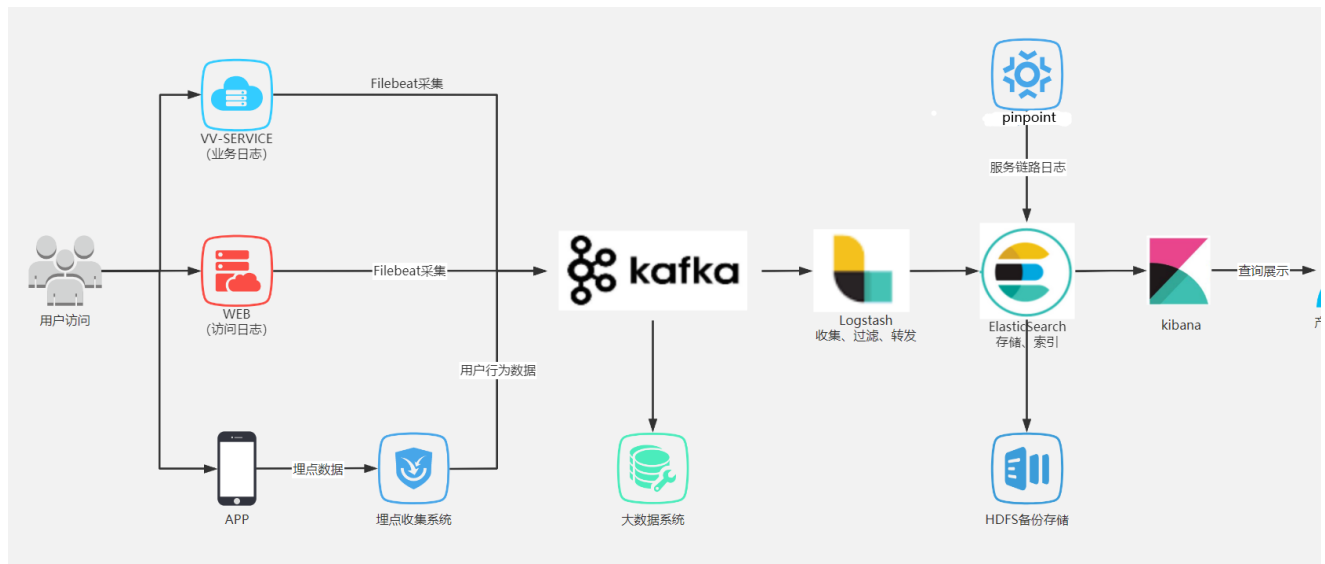 Filebeat采集
VV-SERVICE
（业务日志）
pinpoint
服务链路日志
用户访问
WEB
（访问日志）
Filebeat采集
kafka
Logstash
收集、过滤、转发
ElasticSearch
存储、索引
kibana
查询展示
产
用户行为数据
APP
埋点数据
埋点收集系统
大数据系统
HDFS备份存储